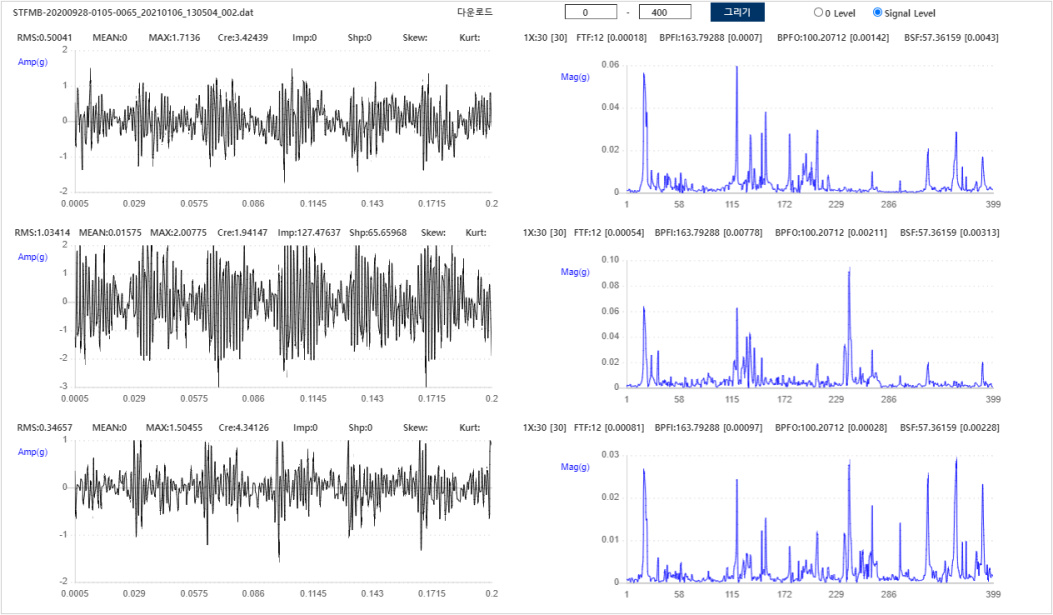 STFMB-20200928-0105-0065_20210106_130504_002.dat 다운로드 0 - 400 그리기 0 Level Signal Level
RMS:0.50041 MEAN:0 MAX:1.7136 Cre:3.42439 Imp:0 Shp:0 Skew: Kurt:
1X:30 [30] FTF:12 [0.00018] BPFI:163.79288 [0.0007] BPFO:100.20712 [0.00142] BSF:57.36159 [0.0043]
Amp(g)
2
1
0
-1
-2
0.0005 0.029 0.0575 0.086 0.1145 0.143 0.1715 0.2
Mag(g)
0.06
0.04
0.02
0
1 58 115 172 229 286 399
RMS:1.03414 MEAN:0.01575 MAX:2.00775 Cre:1.94147 Imp:127.47637 Shp:65.65968 Skew: Kurt:
1X:30 [30] FTF:12 [0.00054] BPFI:163.79288 [0.00778] BPFO:100.20712 [0.00211] BSF:57.36159 [0.00313]
Amp(g)
2
1
0
-1
-2
-3
0.0005 0.029 0.0575 0.086 0.1145 0.143 0.1715 0.2
Mag(g)
0.10
0.08
0.06
0.04
0.02
0
1 58 115 172 229 286 399
RMS:0.34657 MEAN:0 MAX:1.50455 Cre:4.34126 Imp:0 Shp:0 Skew: Kurt:
1X:30 [30] FTF:12 [0.00081] BPFI:163.79288 [0.00097] BPFO:100.20712 [0.00028] BSF:57.36159 [0.00228]
Amp(g)
1
0
-1
-2
0.0005 0.029 0.0575 0.086 0.1145 0.143 0.1715 0.2
Mag(g)
0.03
0.02
0.01
0
1 58 115 172 229 286 399